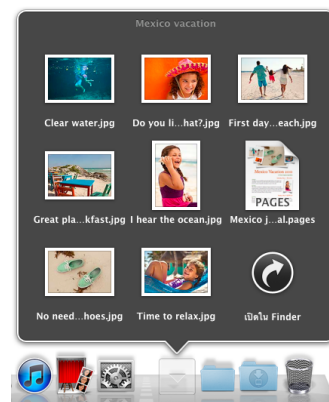 Mexico vacation
Clear water.jpg
Do you li...hat?.jpg
First day...each.jpg
Great pla...kfast.jpg
I hear the ocean.jpg
Mexico j...al.pages
PAGES
No need...hoes.jpg
Time to relax.jpg
เปิดใน Finder